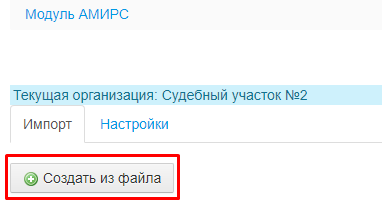 Модуль АМИРС
Текущая организация: Судебный участок №2
Импорт Настройки
Создать из файла